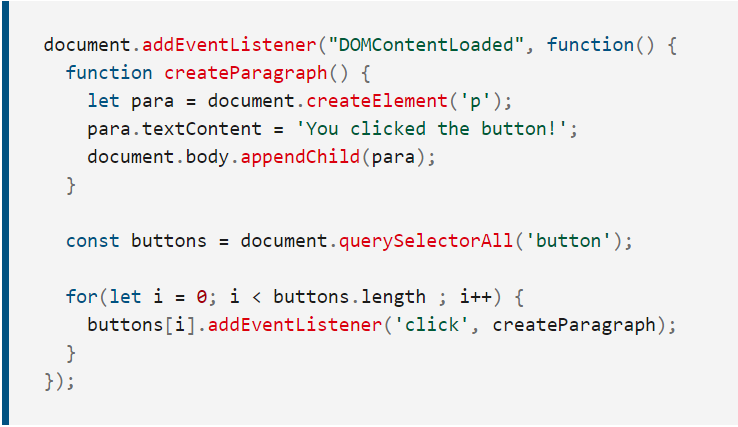 document.addEventListener("DOMContentLoaded", function() {
  function createParagraph() {
    let para = document.createElement('p');
    para.textContent = 'You clicked the button!';
    document.body.appendChild(para);
  }

  const buttons = document.querySelectorAll('button');

  for(let i = 0; i < buttons.length ; i++) {
    buttons[i].addEventListener('click', createParagraph);
  }
});